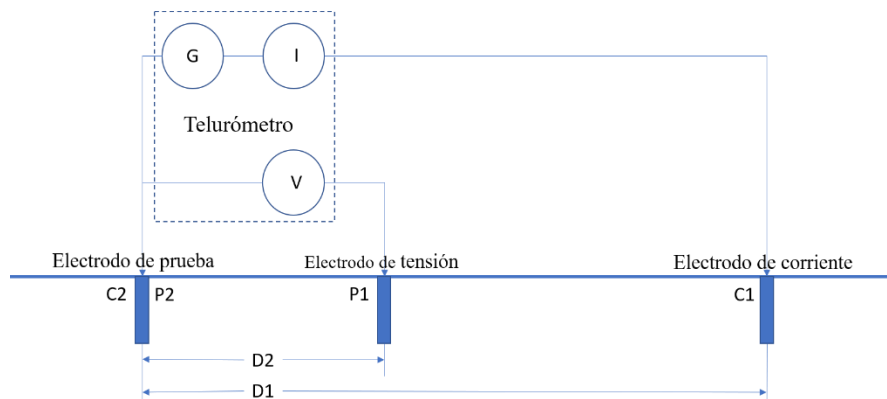 G I
Telurómetro
V
Electrodo de prueba Electrodo de tensión Electrodo de corriente
C2 P2 P1 C1
D2
D1